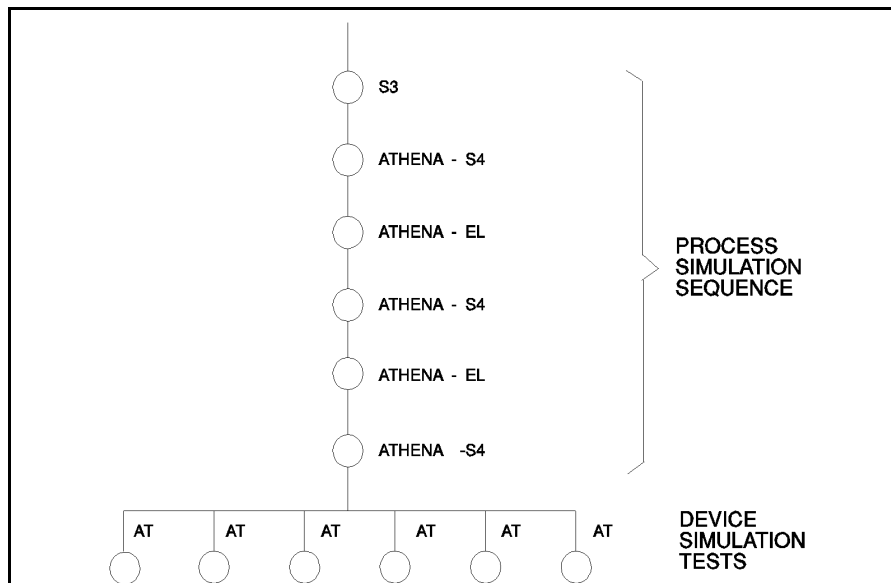 S3
ATHENA - S4
ATHENA - EL
ATHENA - S4
ATHENA - EL
ATHENA -S4
PROCESS
SIMULATION
SEQUENCE
AT AT AT AT AT AT
DEVICE
SIMULATION
TESTS